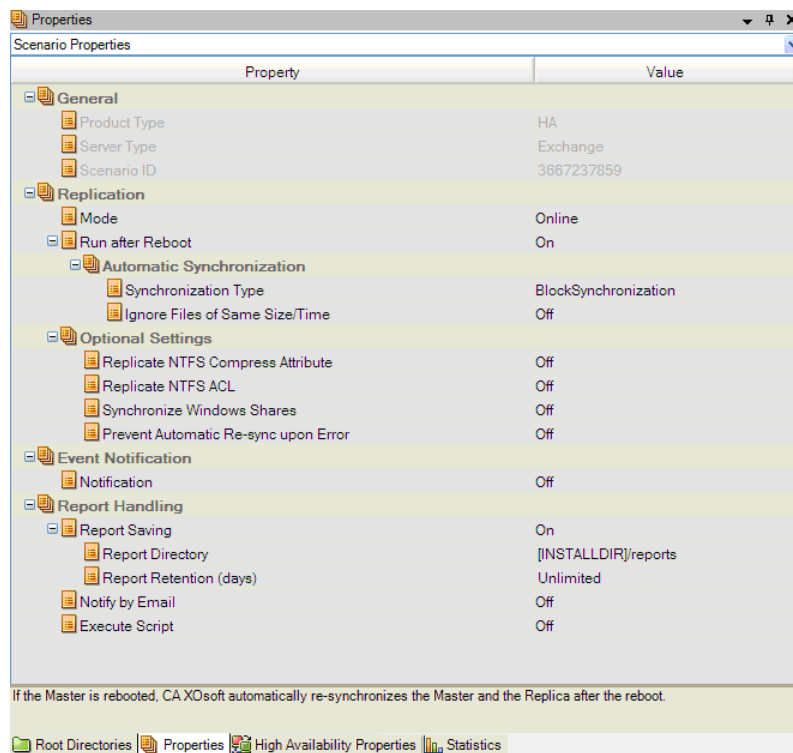 Properties
Scenario Properties
Property Value
General
Product Type HA
Server Type Exchange
Scenario ID 3667237859
Replication
Mode Online
Run after Reboot On
Automatic Synchronization
Synchronization Type BlockSynchronization
Ignore Files of Same Size/Time Off
Optional Settings
Replicate NTFS Compress Attribute Off
Replicate NTFS ACL Off
Synchronize Windows Shares Off
Prevent Automatic Re-sync upon Error Off
Event Notification
Notification Off
Report Handling
Report Saving On
Report Directory [INSTALLDIR]/reports
Report Retention (days) Unlimited
Notify by Email Off
Execute Script Off
If the Master is rebooted, CA XOsoft automatically re-synchronizes the Master and the Replica after the reboot.
Root Directories Properties High Availability Properties Statistics